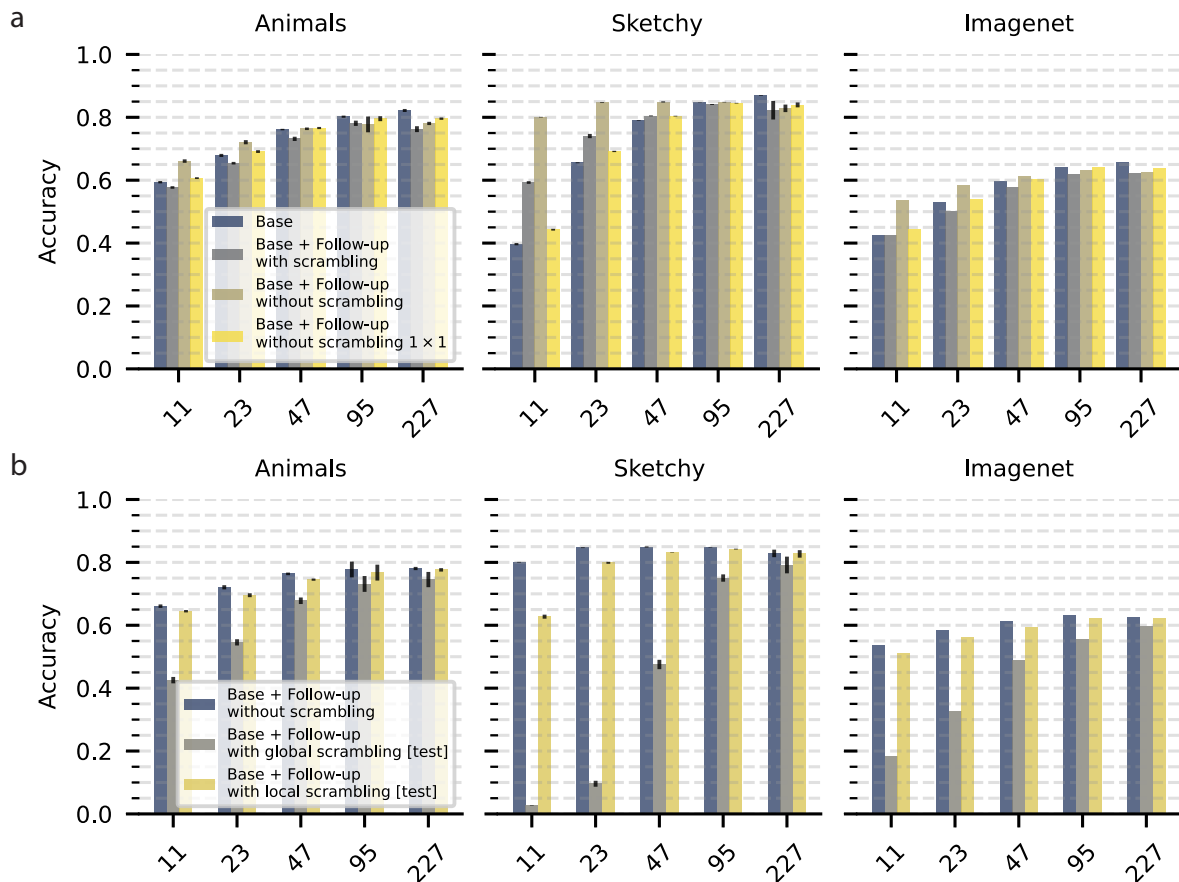 a
Animals
Sketchy
Imagenet
Accuracy
1.0
0.8
0.6
0.4
0.2
0.0
Base
Base + Follow-up
with scrambling
Base + Follow-up
without scrambling
Base + Follow-up
without scrambling 1 × 1
11
23
47
95
227
11
23
47
95
227
11
23
47
95
227
b
Animals
Sketchy
Imagenet
Accuracy
1.0
0.8
0.6
0.4
0.2
0.0
Base + Follow-up
without scrambling
Base + Follow-up
with global scrambling [test]
Base + Follow-up
with local scrambling [test]
11
23
47
95
227
11
23
47
95
227
11
23
47
95
227